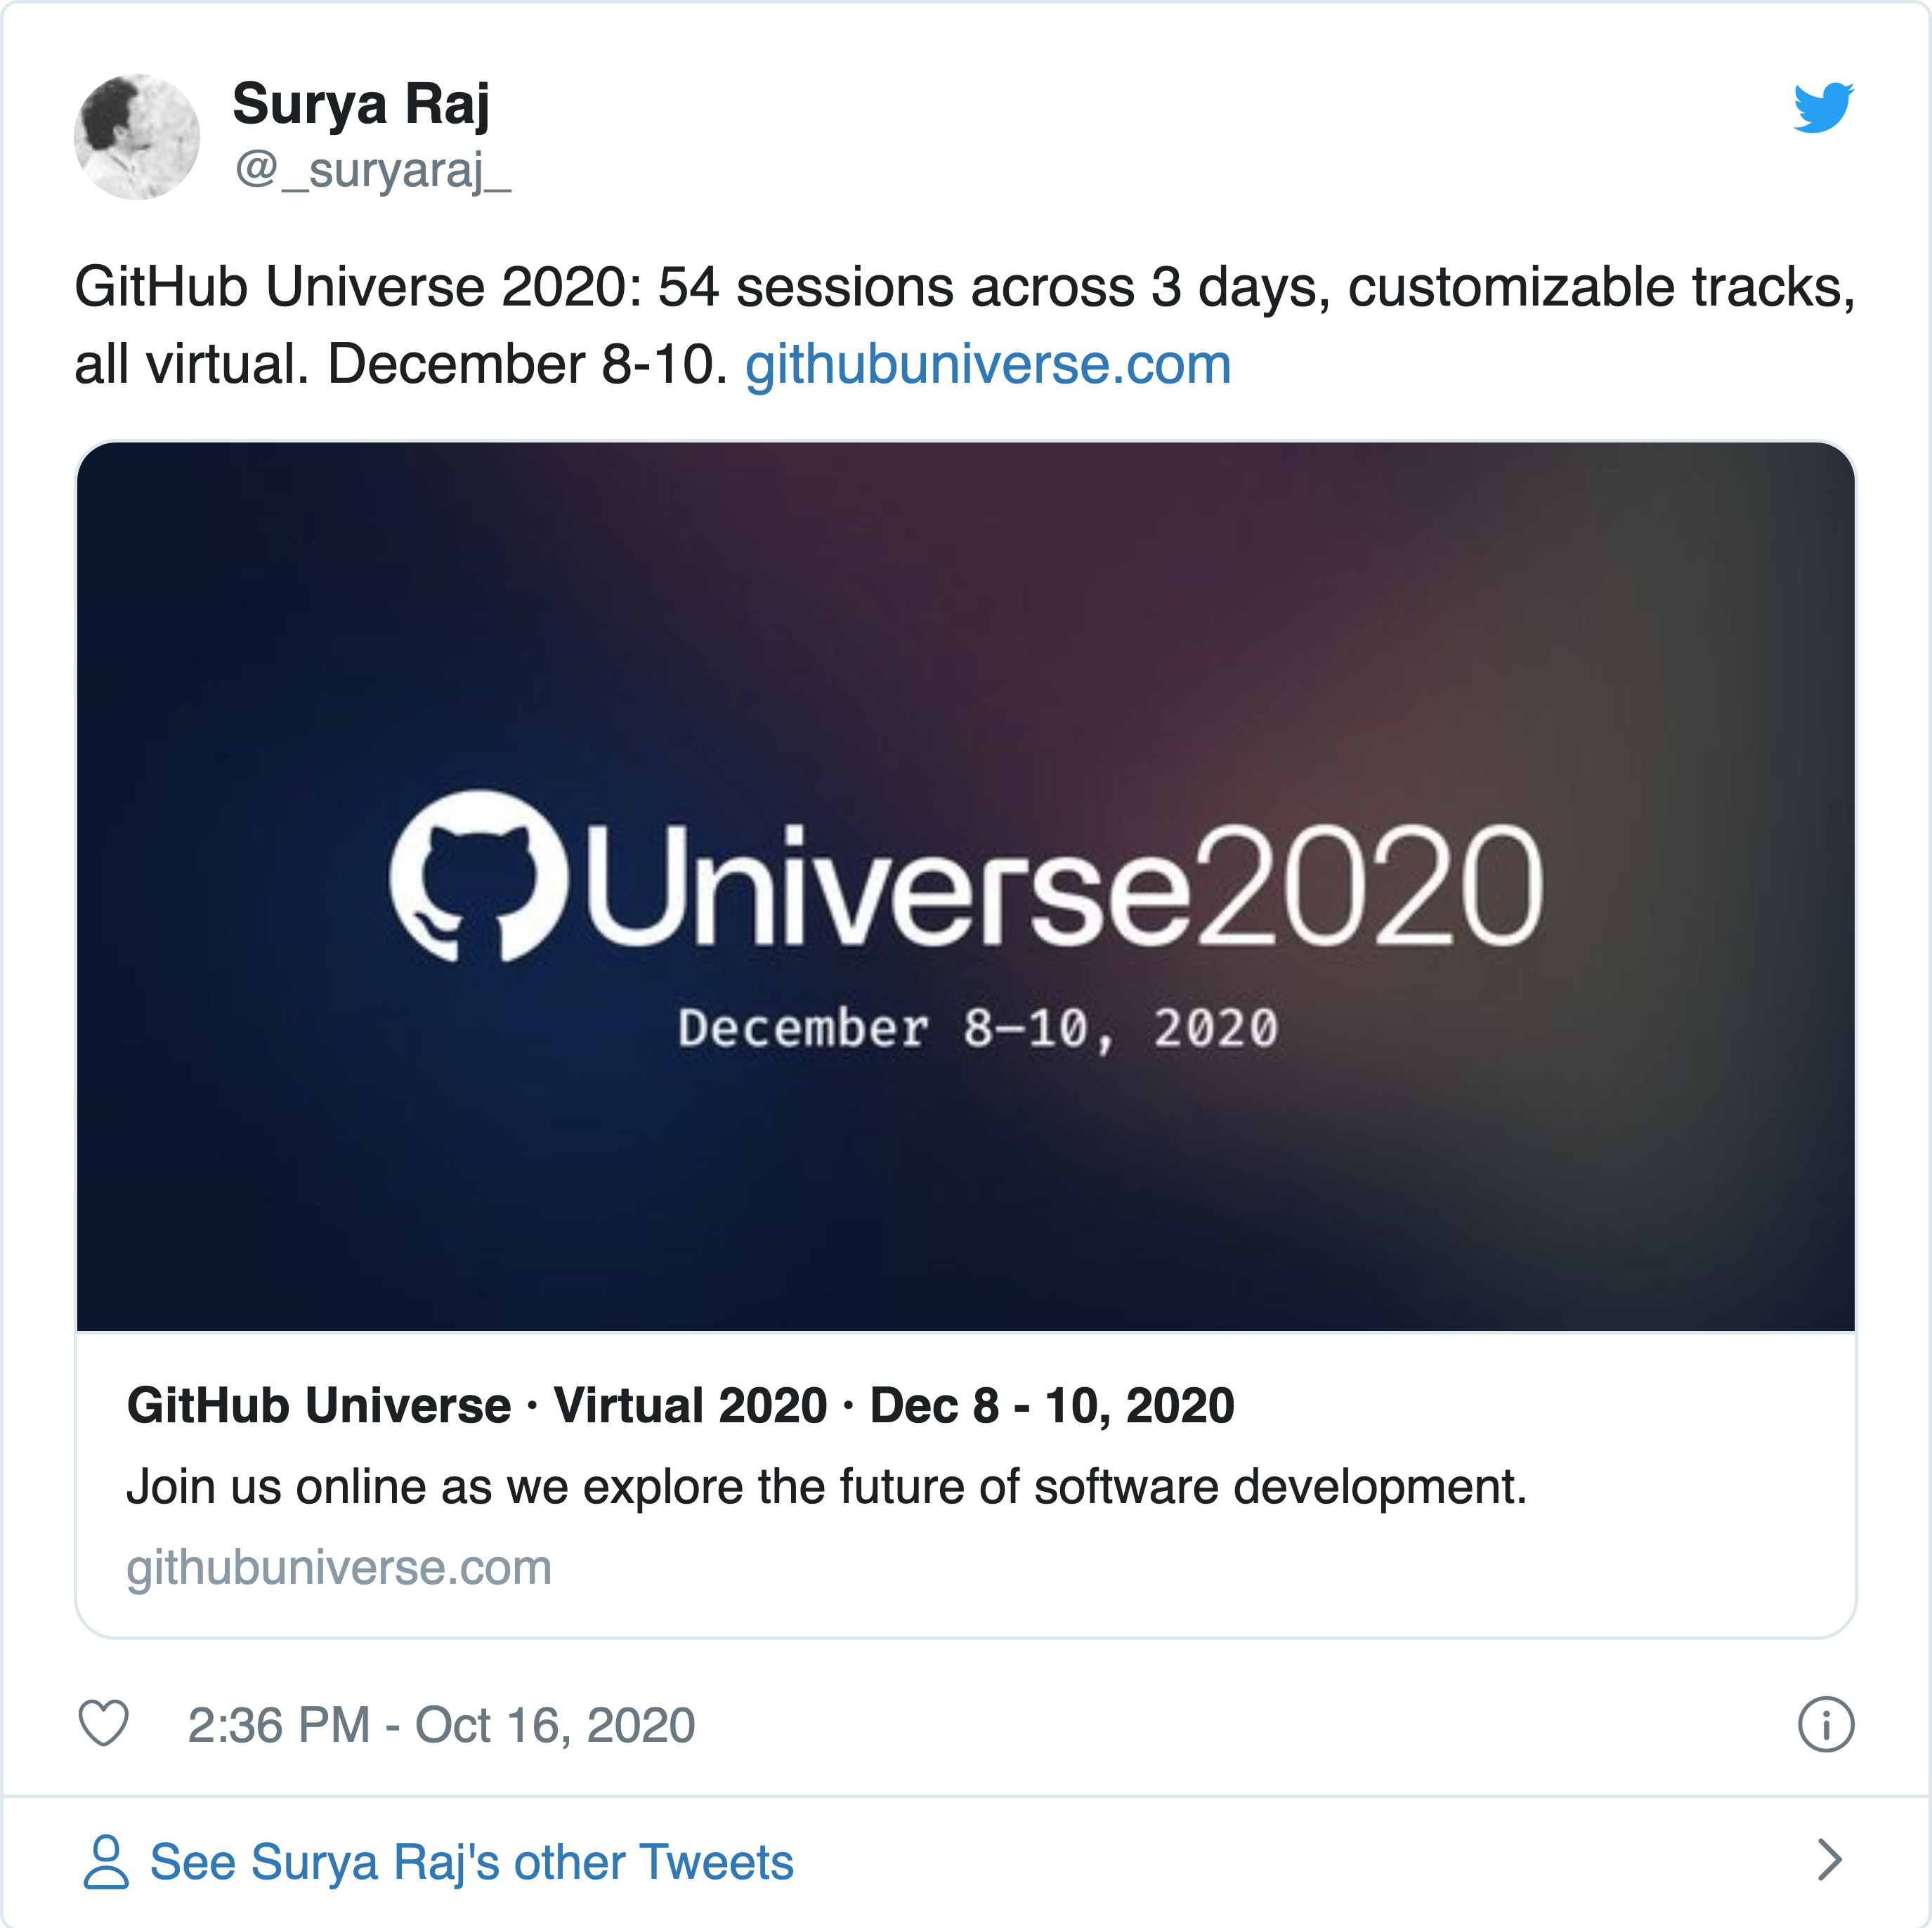 Surya Raj
@_suryaraj_
GitHub Universe 2020: 54 sessions across 3 days, customizable tracks,
all virtual. December 8-10. githubuniverse.com
Universe2020
December 8–10, 2020
GitHub Universe · Virtual 2020 · Dec 8 - 10, 2020
Join us online as we explore the future of software development.
githubuniverse.com
2:36 PM - Oct 16, 2020
See Surya Raj's other Tweets